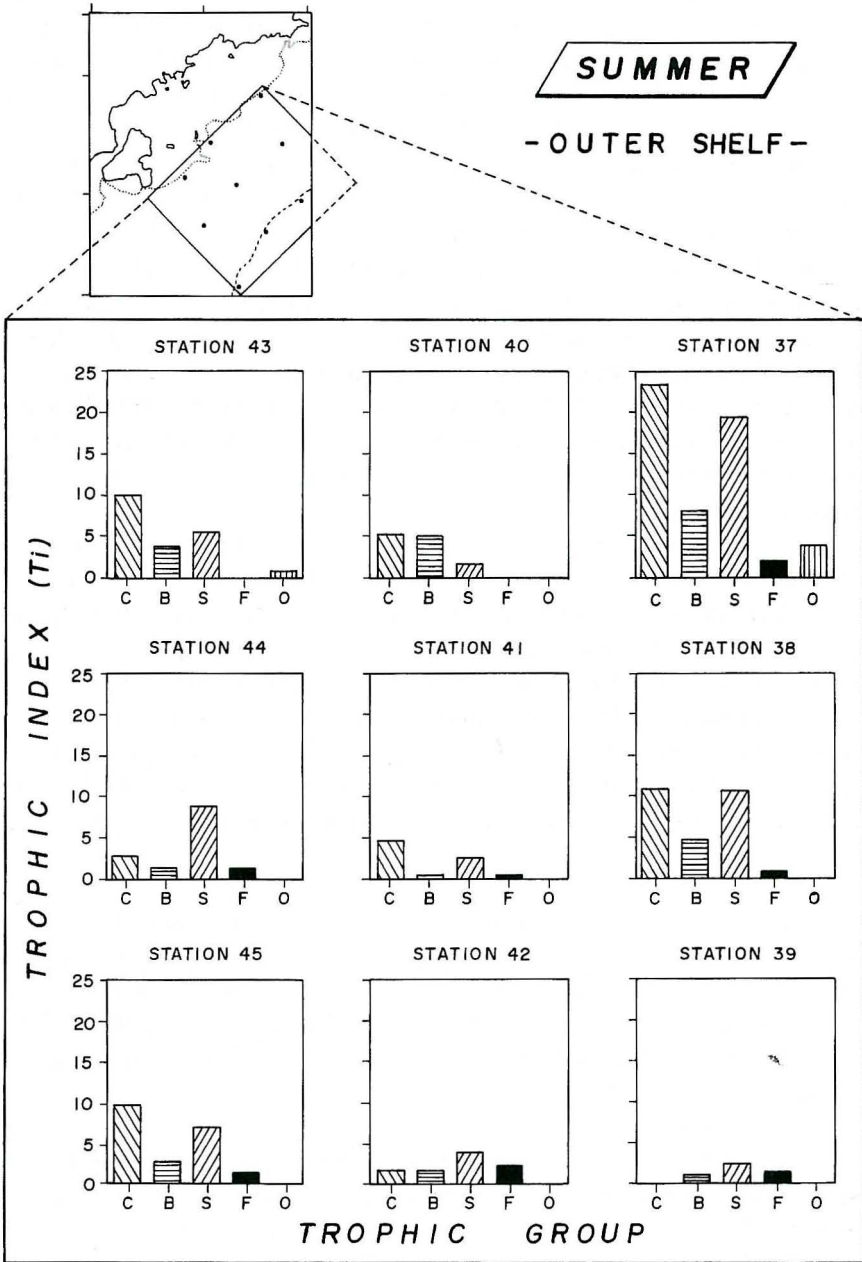 SUMMER
-OUTER SHELF-
STATION 43
STATION 40
STATION 37
25
20
15
10
5
0
C B S F O
C B S F O
C B S F O
STATION 44
STATION 41
STATION 38
25
20
15
10
5
0
C B S F O
C B S F O
C B S F O
STATION 45
STATION 42
STATION 39
25
20
15
10
5
0
C B S F O
C B S F O
C B S F O
TROPHIC INDEX (Ti)
TROPHIC GROUP